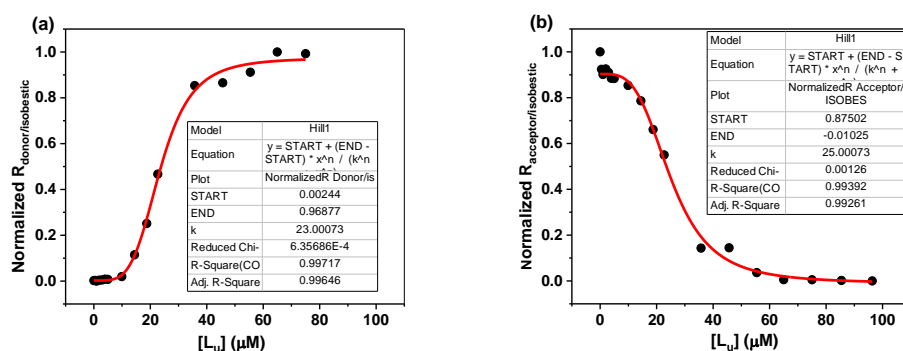 (a)
Normalized R_donor/isobestic
1.0
0.8
0.6
0.4
0.2
0.0
Model Hill1
Equation y = START + (END -
START) * x^n / (k^n
Plot NormalizedR Donor/is
START 0.00244
END 0.96877
k 23.00073
Reduced Chi- 6.35686E-4
R-Square(CO 0.99717
Adj. R-Square 0.99646
0 20 40 60 80 100
[L_u] (μM)
(b)
Normalized R_acceptor/isobestic
1.0
0.8
0.6
0.4
0.2
0.0
Model Hill1
Equation y = START + (END - S
TART) * x^n / (k^n +
Plot NormalizedR Acceptor/
ISOBES
START 0.87502
END -0.01025
k 25.00073
Reduced Chi- 0.00126
R-Square(CO 0.99392
Adj. R-Square 0.99261
0 20 40 60 80 100
[L_u] (μM)